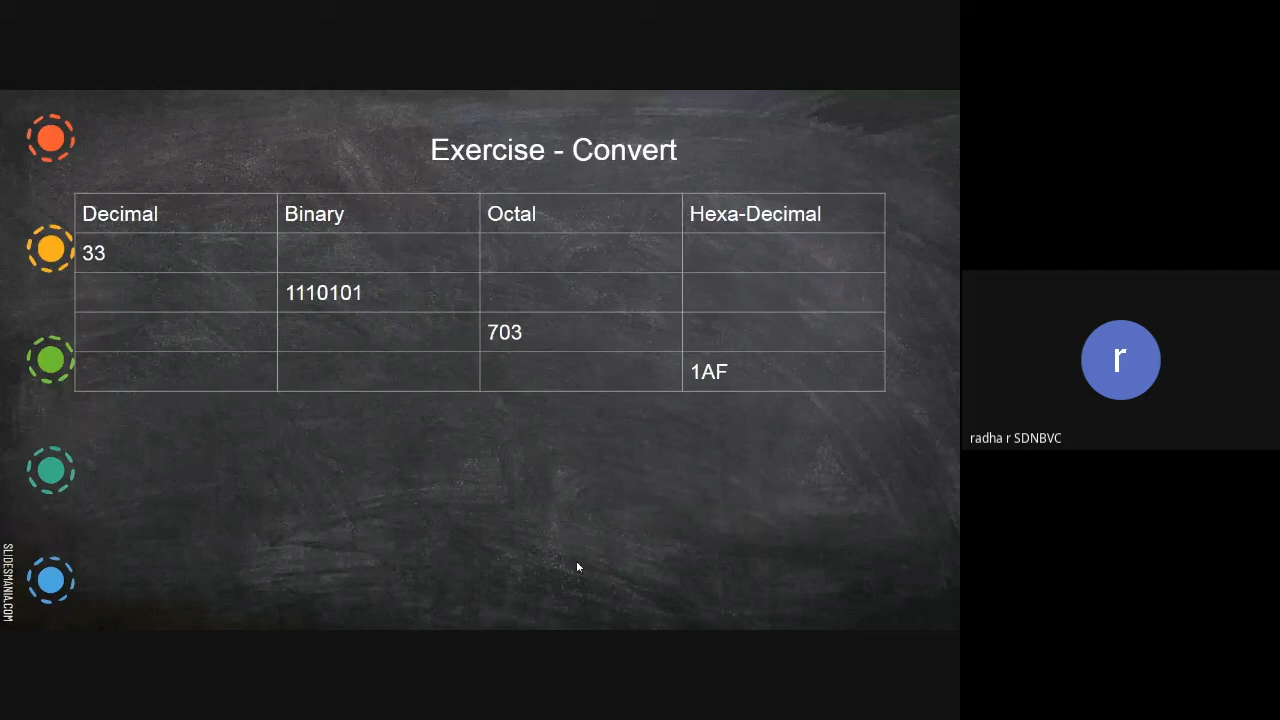 Exercise - Convert
Decimal Binary Octal Hexa-Decimal
33
1110101
703
1AF
SLIDESMANIA.COM
r
radha r SDNBVC